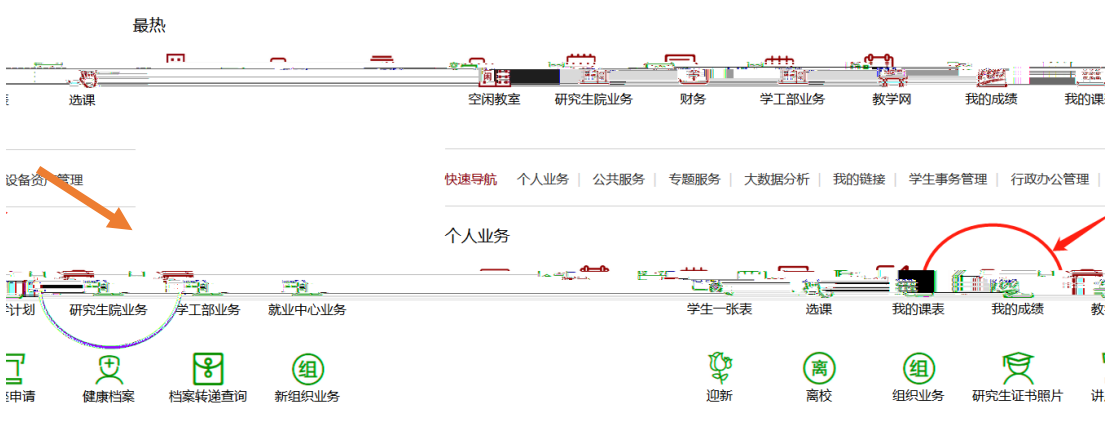 最热
选课 空闲教室 研究生院业务 财务 学工部业务 教学网 我的成绩 我的课
设备资 管理 快速导航 个人业务 | 公共服务 | 专题服务 | 大数据分析 | 我的链接 | 学生事务管理 | 行政办公管理 |
个人业务
计划 研究生院业务 学工部业务 就业中心业务 学生一张表 选课 我的课表 我的成绩 教
组 离 组
申请 健康档案 档案转递查询 新组织业务 迎新 离校 组织业务 研究生证书照片 讲